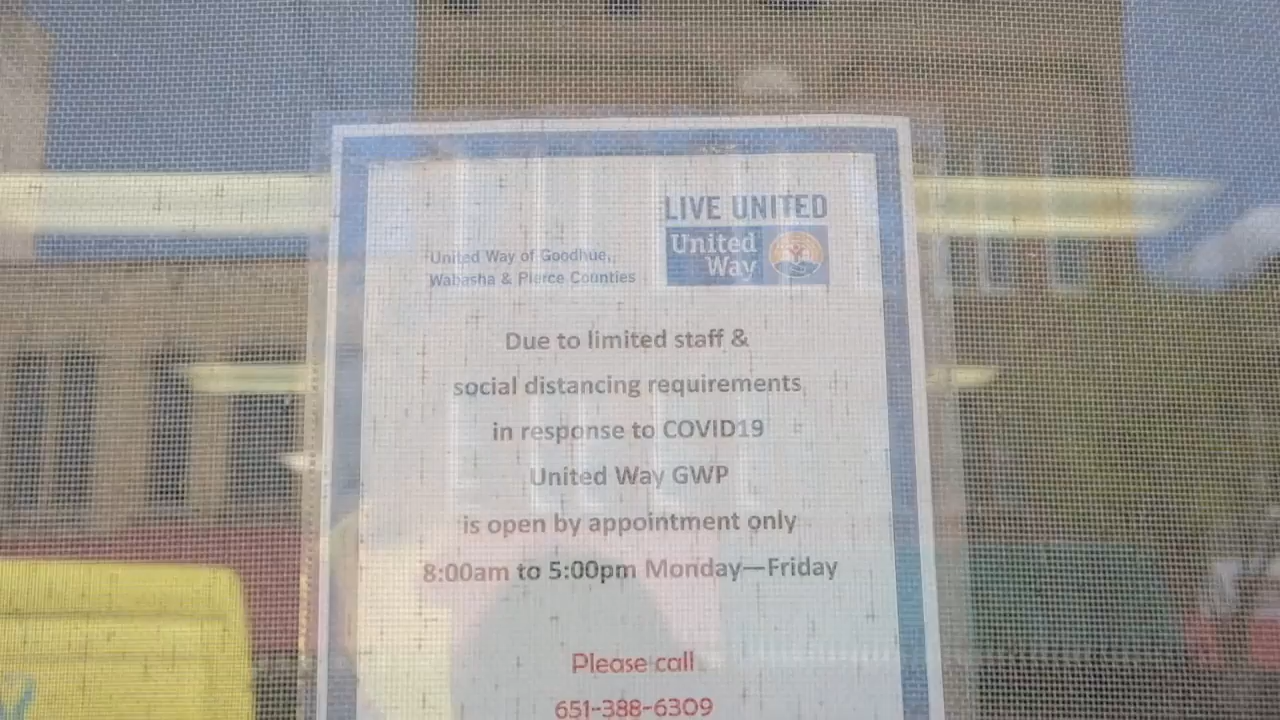 LIVE UNITED
United Way of Goodhue,
Wabasha & Pierce Counties
United
Way
Due to limited staff &
social distancing requirements
in response to COVID19
United Way GWP
is open by appointment only
8:00am to 5:00pm Monday—Friday
Please call
651-388-6309